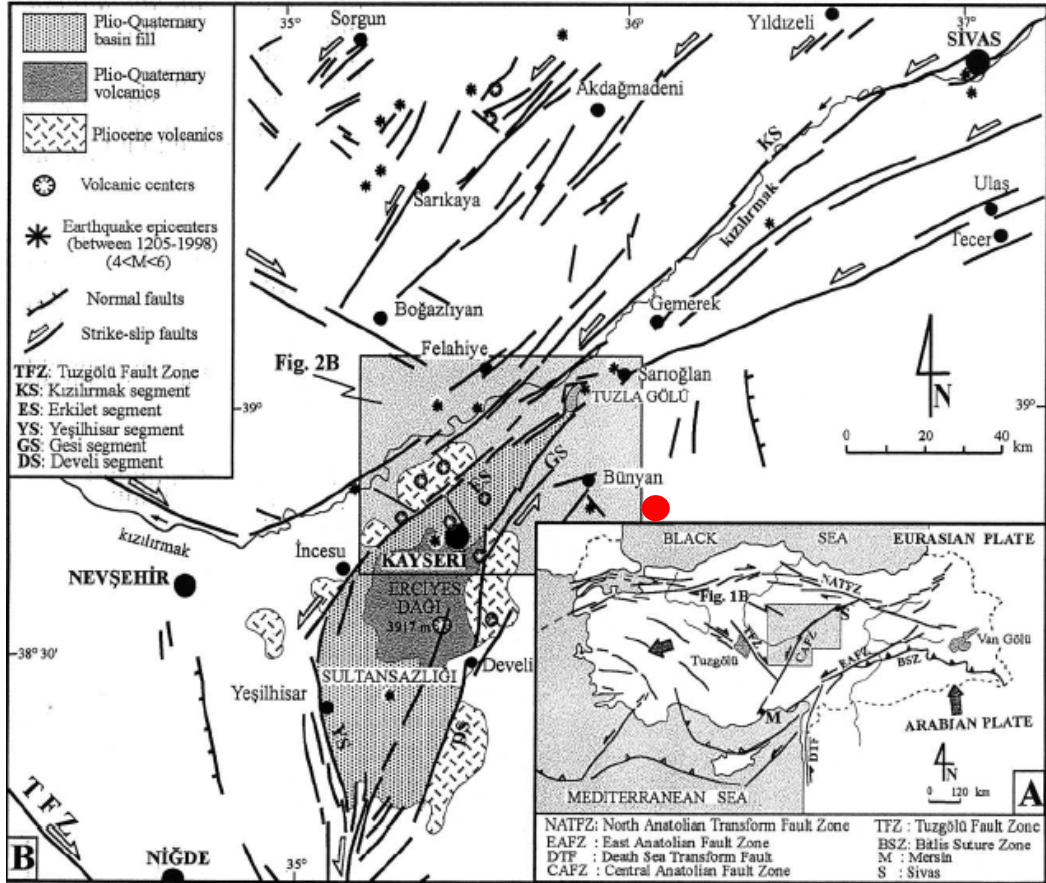 Plio-Quaternary
basin fill
Plio-Quaternary
volcanics
Pliocene volcanics
Volcanic centers
Earthquake epicenters
(between 1205-1998)
(4<M<6)
Normal faults
Strike-slip faults
TFZ: Tuzgölü Fault Zone
KS: Kızılırmak segment
ES: Erkilet segment
YS: Yeşilhisar segment
GS: Gesi segment
DS: Develi segment
35°
36°
37°
Sorgun
Yıldızeli
SİVAS
Akdağmadeni
KS
Sarıkaya
Ulaş
kızılırmak
Tecer
Boğazlıyan
Gemerek
Felahiye
Fig. 2B
Sarıoğlan
TUZLA GÖLÜ
N
39°
39°
0 20 40
km
ES
GS
Bünyan
kızılırmak
İncesu
KAYSERİ
NEVŞEHİR
ERCİYES
DAĞI
3917 m
38° 30'
Develi
SULTANSAZLIĞI
Yeşilhisar
YS
DS
TFZ
B
NİĞDE
35°
BLACK SEA
EURASIAN PLATE
NATFZ
Fig. 1B
S
TFZ
CAFZ
Tuzgölü
Van Gölü
EAFZ
BSZ
M
ARABIAN PLATE
DTF
N
0 120 km
A
MEDITERRANEAN SEA
NATFZ: North Anatolian Transform Fault Zone
EAFZ : East Anatolian Fault Zone
DTF : Death Sea Transform Fault
CAFZ : Central Anatolian Fault Zone
TFZ : Tuzgölü Fault Zone
BSZ: Bitlis Suture Zone
M : Mersin
S : Sivas